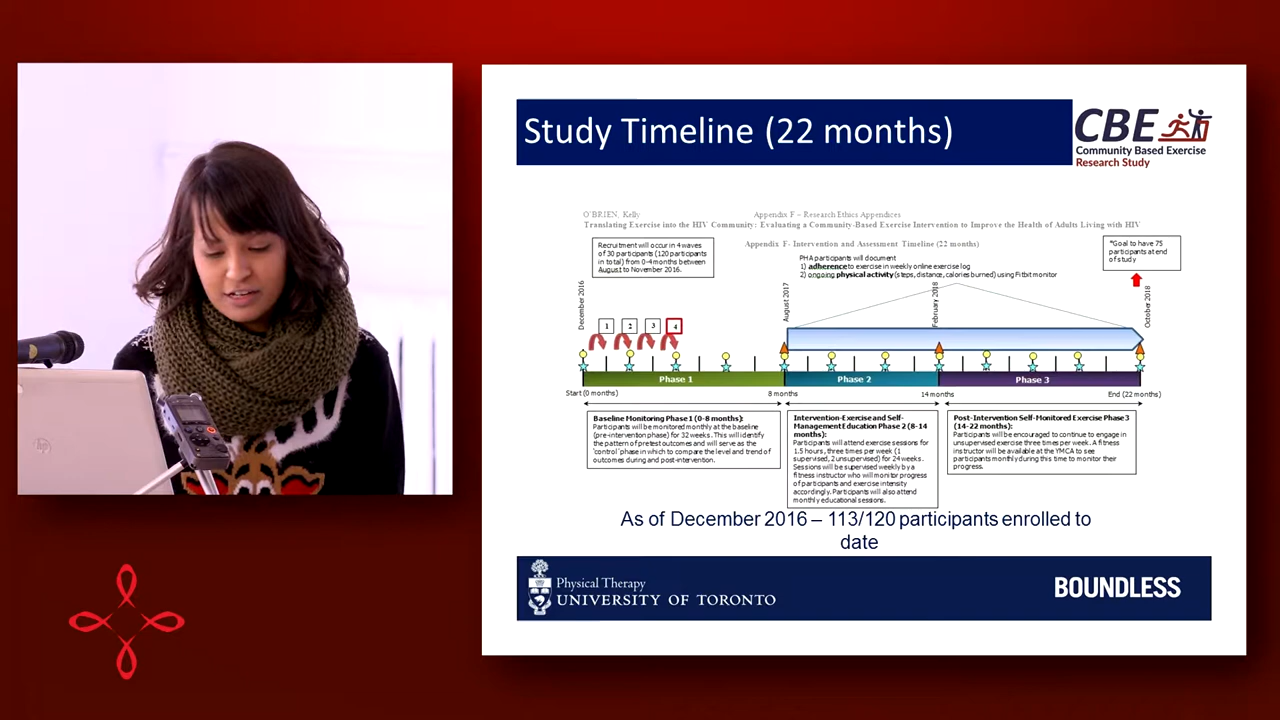 Study Timeline (22 months)
CBE
Community Based Exercise
Research Study
O'BRIEN, Kelly
Appendix F – Research Ethics Appendices
Translating Exercise into the HIV Community: Evaluating a Community-Based Exercise Intervention to Improve the Health of Adults Living with HIV
Appendix F- Intervention and Assessment Timeline (22 months)
Recruitment will occur in 4 waves
of 30 participants (120 participants
in total) from 0-4 months between
August to November 2016.
PHA participants will document
1) adherence to exercise in weekly online exercise log
2) ongoing physical activity (steps, distance, calories burned) using Fitbit monitor
*Goal to have 75
participants at end
of study
December 2016
August 2017
February 2018
October 2018
1
2
3
4
Phase 1
Phase 2
Phase 3
Start (0 months)
8 months
14 months
End (22 months)
Baseline Monitoring Phase 1 (0-8 months):
Participants will be monitored monthly at the baseline
(pre-intervention phase) for 32 weeks. This will identify
the pattern of pretest outcomes and will serve as the
'control' phase in which to compare the level and trend of
outcomes during and post-intervention.
Intervention-Exercise and Self-
Management Education Phase 2 (8-14
months):
Participants will attend exercise sessions for
1.5 hours, three times per week (1
supervised, 2 unsupervised) for 24 weeks.
Sessions will be supervised weekly by a
fitness instructor who will monitor progress
of participants and exercise intensity
accordingly. Participants will also attend
monthly educational sessions.
Post-Intervention Self-Monitored Exercise Phase 3
(14-22 months):
Participants will be encouraged to continue to engage in
unsupervised exercise three times per week. A fitness
instructor will be available at the YMCA to see
participants monthly during this time to monitor their
progress.
As of December 2016 – 113/120 participants enrolled to
date
Physical Therapy
UNIVERSITY OF TORONTO
BOUNDLESS
hp